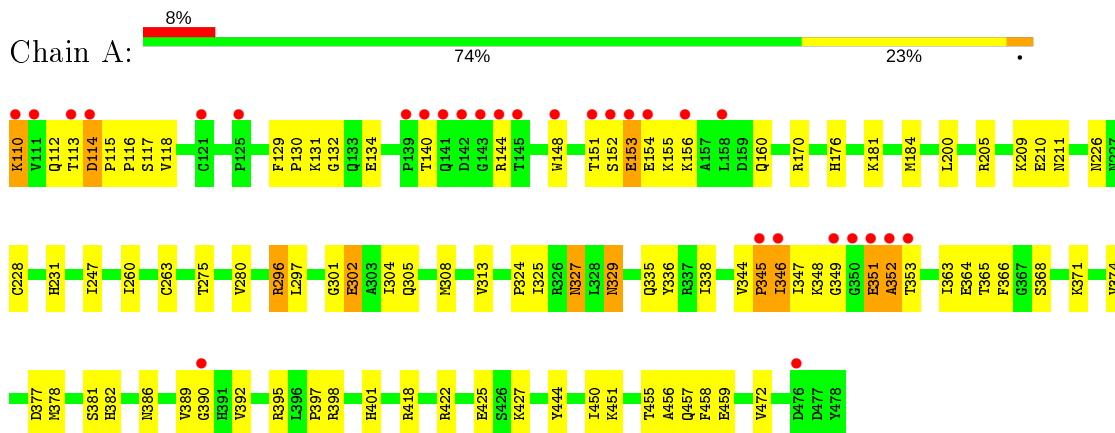 8%
Chain A:
74% 23% •
K110 V111 Q112 T113 D114 P115 P116 S117 V118 C121 P125 F129 P130 K131 G132 Q133 E134 P139 T140 Q141 D142 G143 R144 T145 W148 T151 S152 E153 E154 K155 K156 A157 L158 D159 Q160 R170 H176 K181 M184 L200 R205 K209 E210 N211 N226 N227
C228 H231 I247 I260 C263 T275 V280 R296 L297 G301 E302 A303 I304 Q305 M308 V313 P324 I325 R326 N327 L328 N329 Q335 Y336 R337 I338 V344 P345 I346 I347 K348 G349 G350 E351 A352 T353 I363 E364 T365 F366 G367 S368 K371 V374
D377 M378 S381 H382 N386 V389 G390 H391 V392 R395 L396 P397 R398 H401 R418 R422 E425 S426 K427 Y444 I450 K451 T455 A456 Q457 F458 E459 V472 D476 D477 Y478